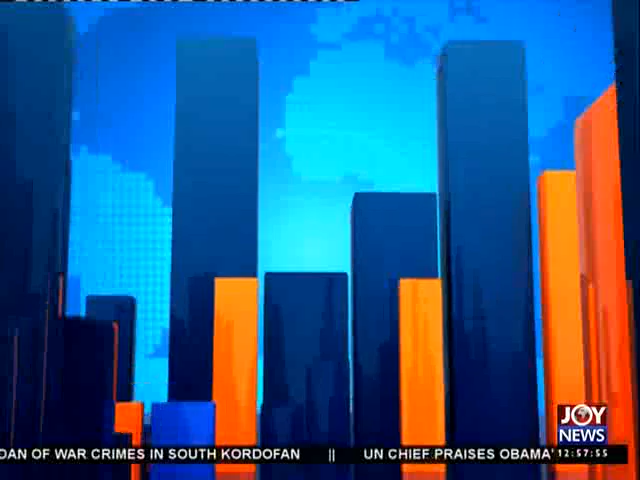 JOY
NEWS
DAN OF WAR CRIMES IN SOUTH KORDOFAN || UN CHIEF PRAISES OBAMA'
12:57:55